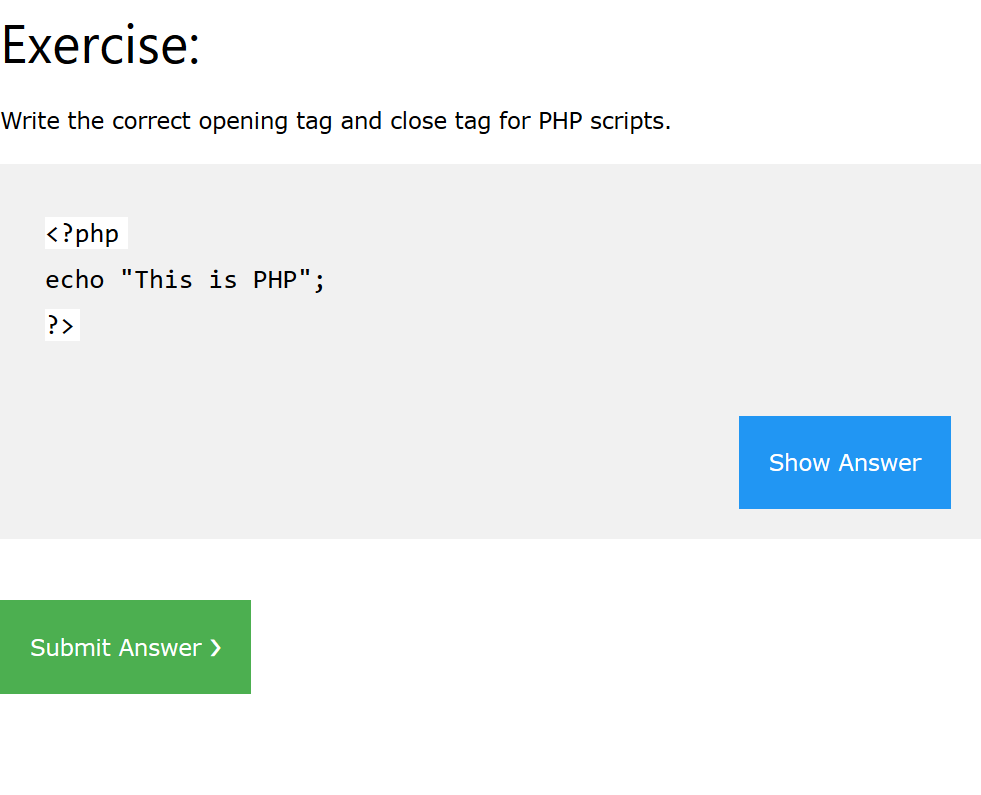 Exercise:
Write the correct opening tag and close tag for PHP scripts.
<?php
echo "This is PHP";
?>
Show Answer
Submit Answer ❯